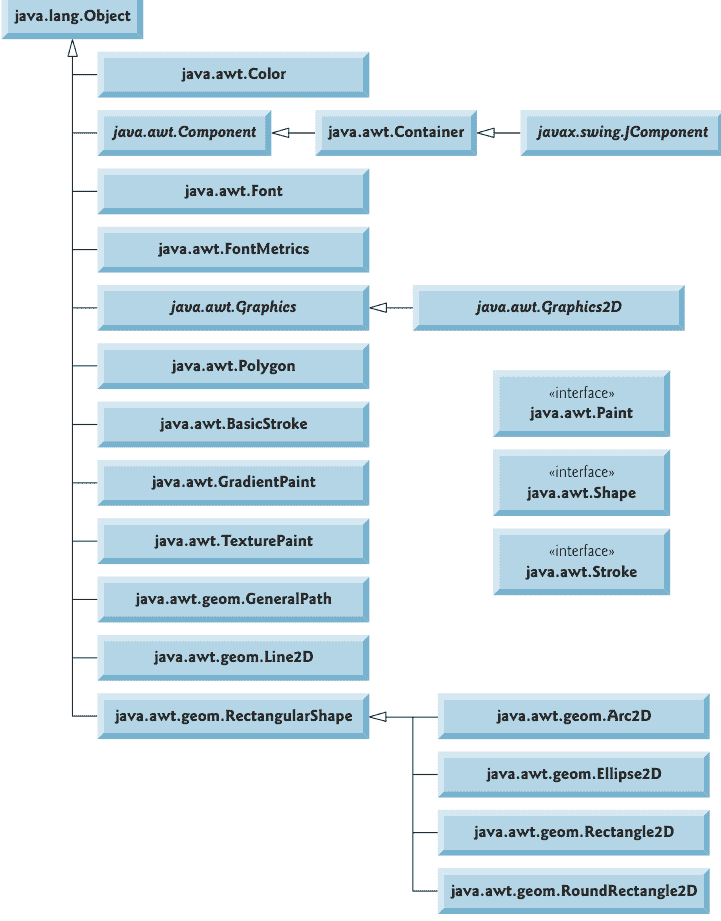 java.lang.Object
java.awt.Color
java.awt.Component
java.awt.Container
javax.swing.JComponent
java.awt.Font
java.awt.FontMetrics
java.awt.Graphics
java.awt.Graphics2D
java.awt.Polygon
«interface»
java.awt.Paint
java.awt.BasicStroke
java.awt.GradientPaint
«interface»
java.awt.Shape
java.awt.TexturePaint
«interface»
java.awt.Stroke
java.awt.geom.GeneralPath
java.awt.geom.Line2D
java.awt.geom.RectangularShape
java.awt.geom.Arc2D
java.awt.geom.Ellipse2D
java.awt.geom.Rectangle2D
java.awt.geom.RoundRectangle2D